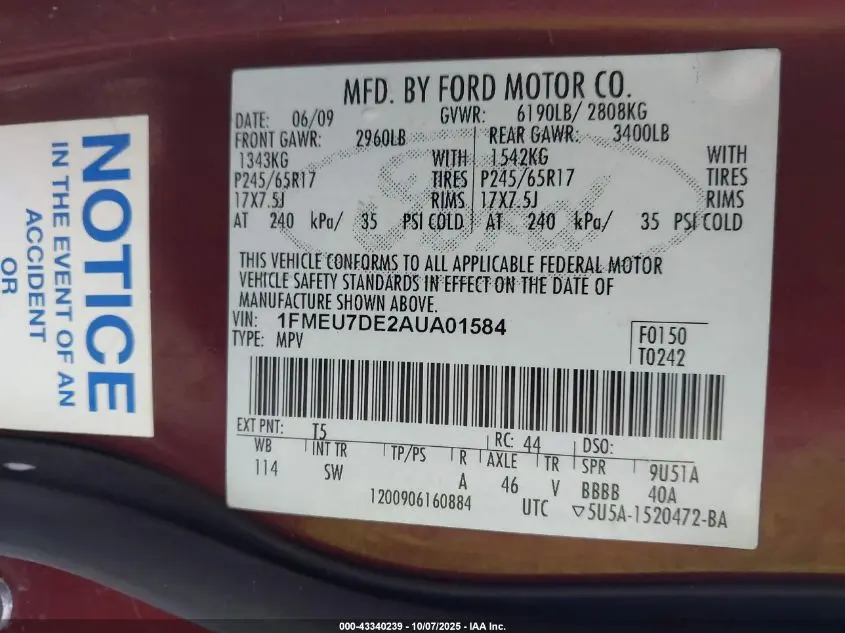 NOTICE
IN THE EVENT OF AN
ACCIDENT
OR
MFD. BY FORD MOTOR CO.
DATE: 06/09 GVWR: 6190LB/ 2808KG
FRONT GAWR: 2960LB REAR GAWR: 3400LB
1343KG WITH 1542KG WITH
P245/65R17 TIRES P245/65R17 TIRES
17X7.5J RIMS 17X7.5J RIMS
AT 240 kPa/ 35 PSI COLD AT 240 kPa/ 35 PSI COLD
THIS VEHICLE CONFORMS TO ALL APPLICABLE FEDERAL MOTOR
VEHICLE SAFETY STANDARDS IN EFFECT ON THE DATE OF
MANUFACTURE SHOWN ABOVE.
VIN: 1FMEU7DE2AUA01584
TYPE: MPV
F0150
T0242
EXT PNT: T5 RC: 44 DSO:
WB INT TR TP/PS R AXLE TR SPR 9U51A
114 SW A 46 V BBBB 40A
1200906160884 UTC ▽5U5A-1520472-BA
Ford
000-43340239 - 10/07/2025 - IAA Inc.